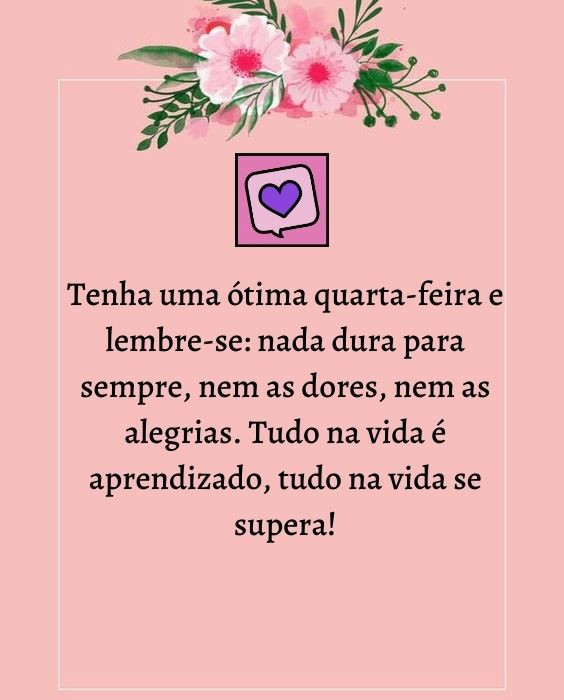 Tenha uma ótima quarta-feira e
lembre-se: nada dura para
sempre, nem as dores, nem as
alegrias. Tudo na vida é
aprendizado, tudo na vida se
supera!